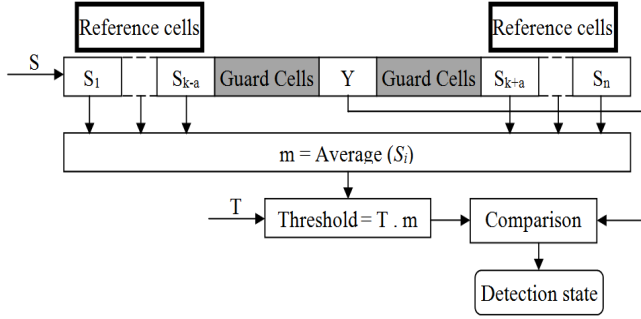 Reference cells Reference cells
S
S₁ Sₖ₋ₐ Guard Cells Y Guard Cells Sₖ₊ₐ Sₙ
m = Average (Sᵢ)
T
Threshold = T . m Comparison
Detection state